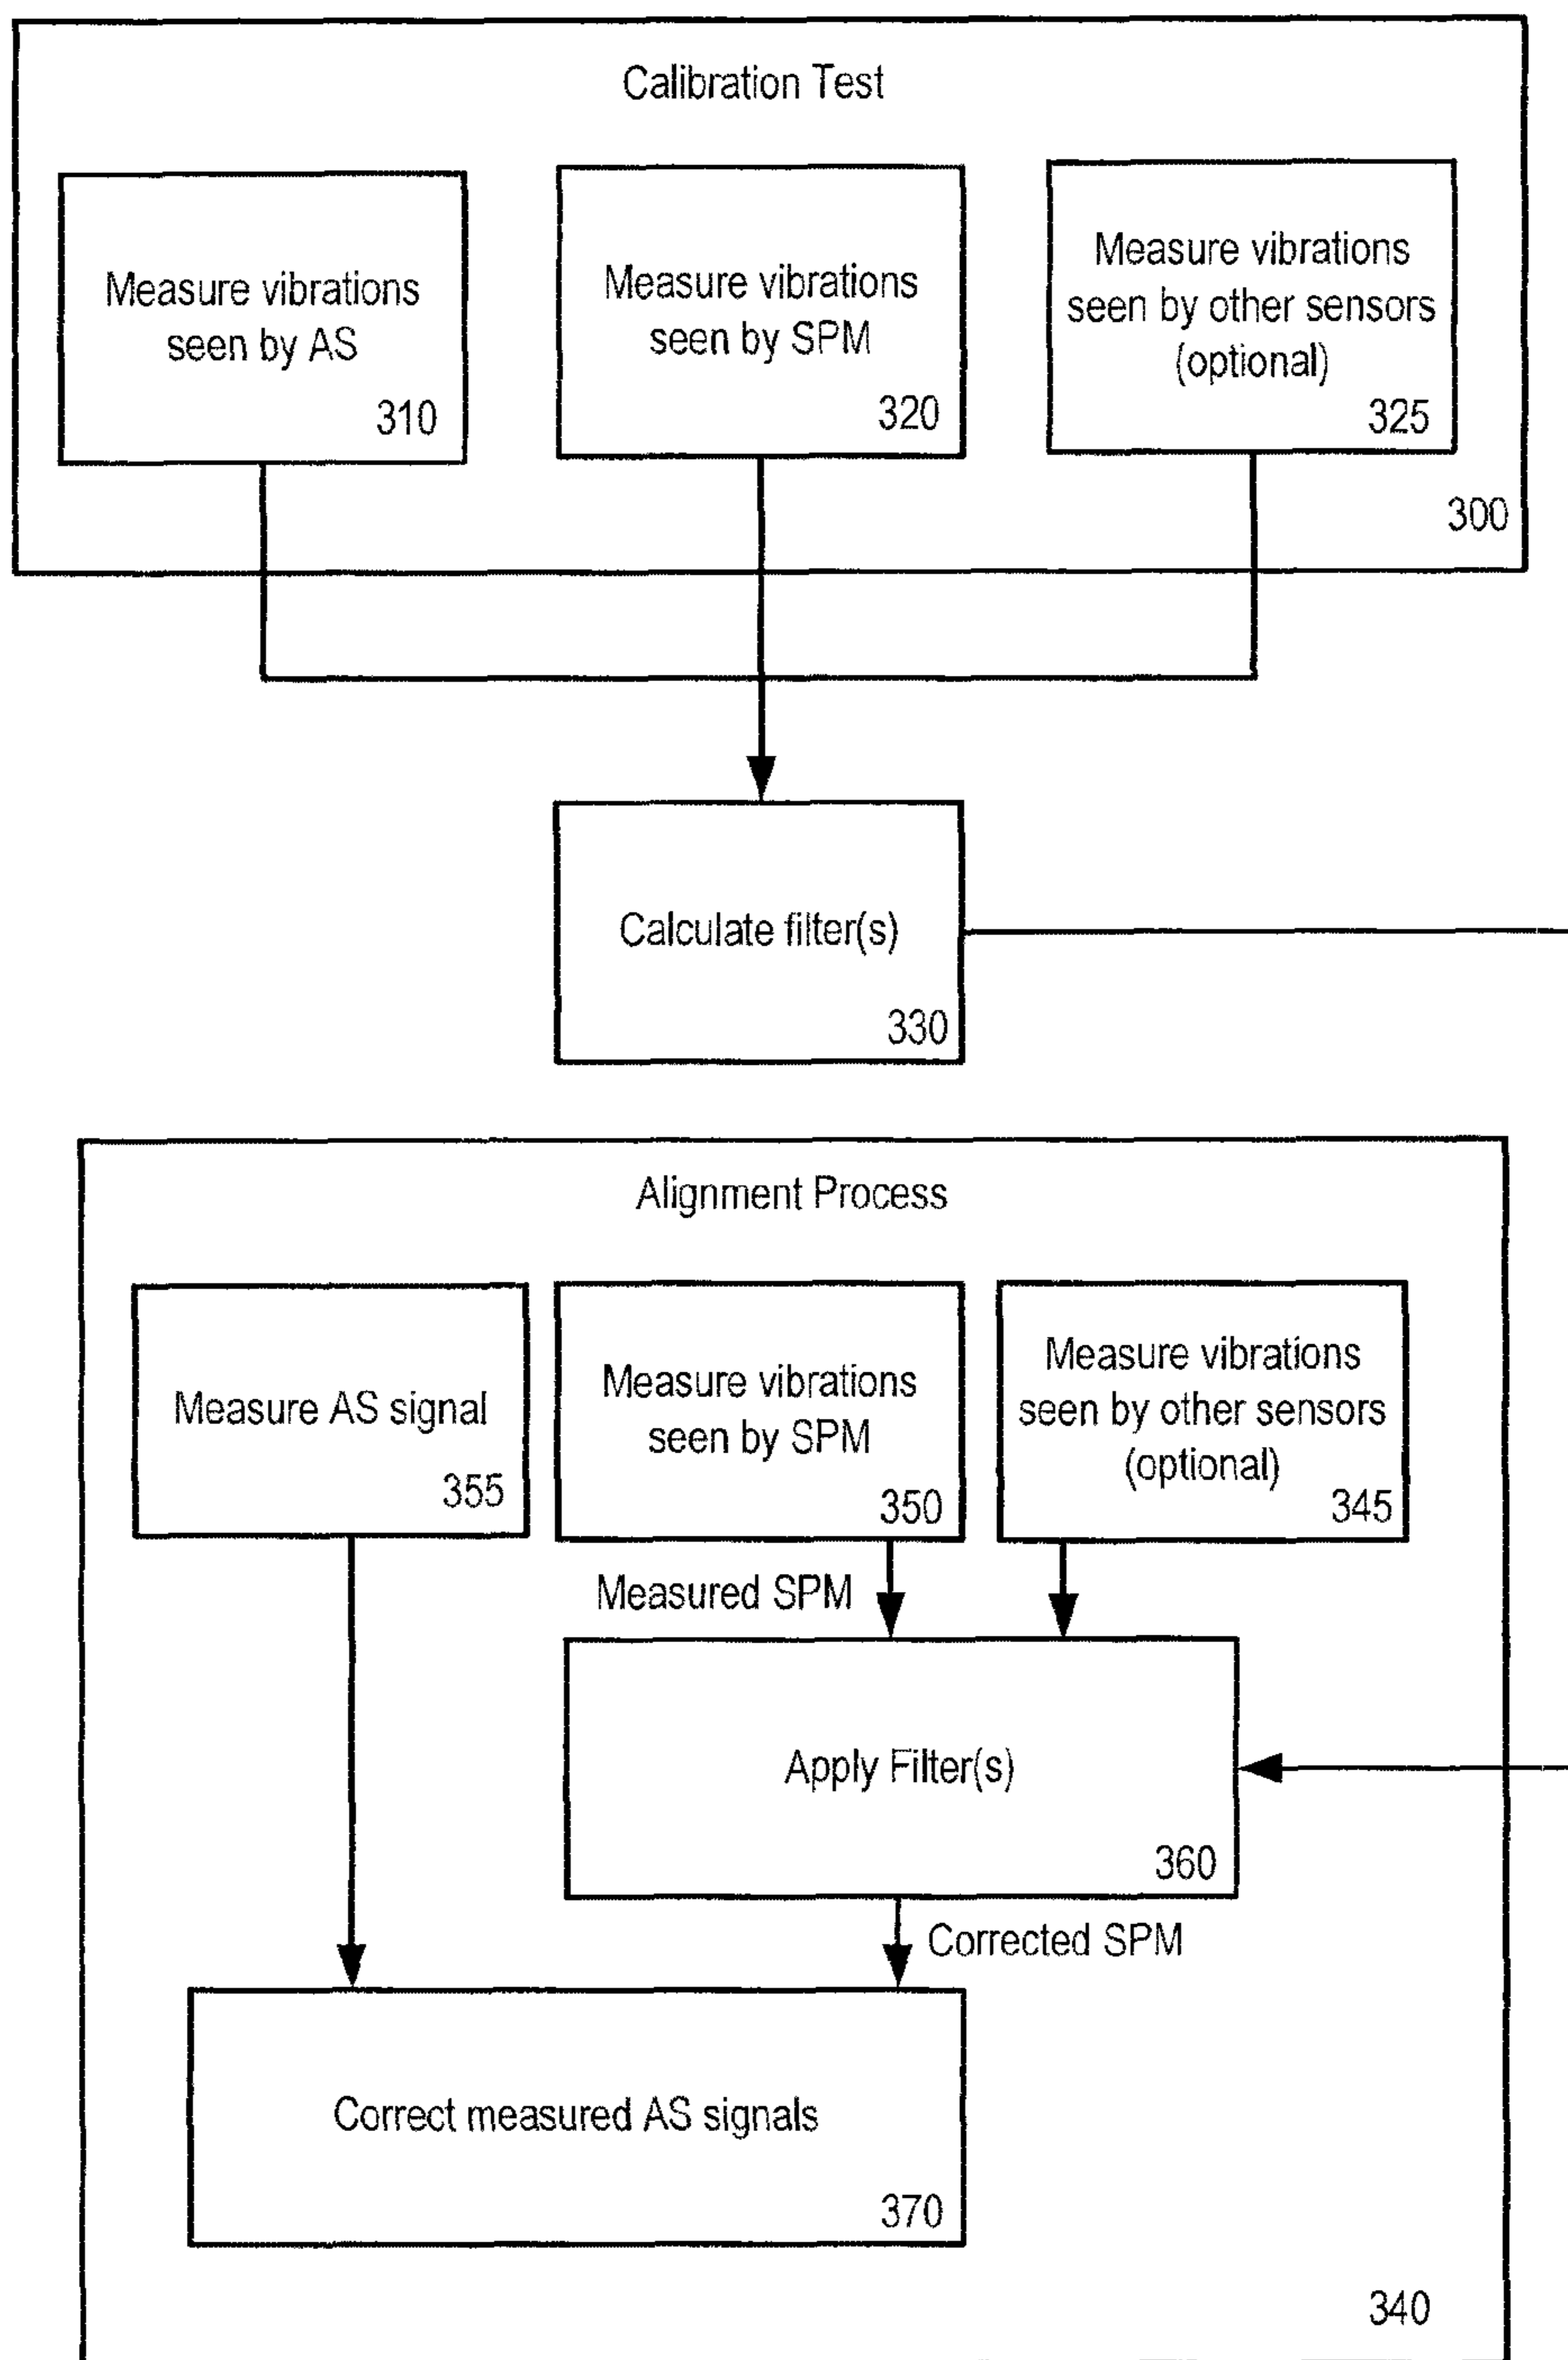 Calibration Test
Measure vibrations
seen by AS
310
Measure vibrations
seen by SPM
320
Measure vibrations
seen by other sensors
(optional)
325
300
Calculate filter(s)
330
Alignment Process
Measure AS signal
355
Measure vibrations
seen by SPM
350
Measure vibrations
seen by other sensors
(optional)
345
Measured SPM
Apply Filter(s)
360
Corrected SPM
Correct measured AS signals
370
340